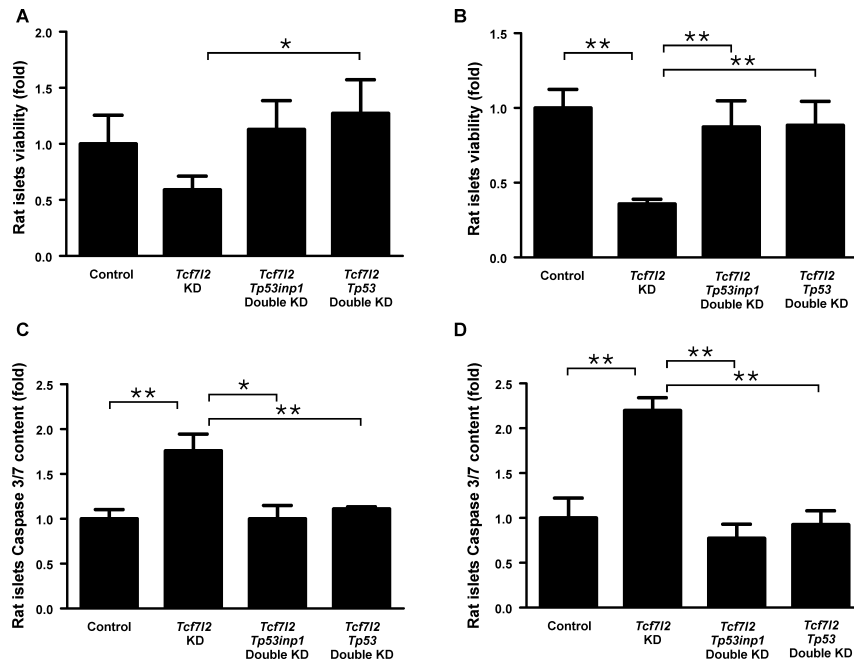 A
Rat islets viability (fold)
2.0
1.5
1.0
0.5
0.0
*
Control
Tcf7l2
KD
Tcf7l2
Tp53inp1
Double KD
Tcf7l2
Tp53
Double KD
B
Rat islets viability (fold)
1.5
1.0
0.5
0.0
**
**
**
Control
Tcf7l2
KD
Tcf7l2
Tp53inp1
Double KD
Tcf7l2
Tp53
Double KD
C
Rat islets Caspase 3/7 content (fold)
2.5
2.0
1.5
1.0
0.5
0.0
**
*
**
Control
Tcf7l2
KD
Tcf7l2
Tp53inp1
Double KD
Tcf7l2
Tp53
Double KD
D
Rat islets Caspase 3/7 content (fold)
2.5
2.0
1.5
1.0
0.5
0.0
**
**
**
Control
Tcf7l2
KD
Tcf7l2
Tp53inp1
Double KD
Tcf7l2
Tp53
Double KD